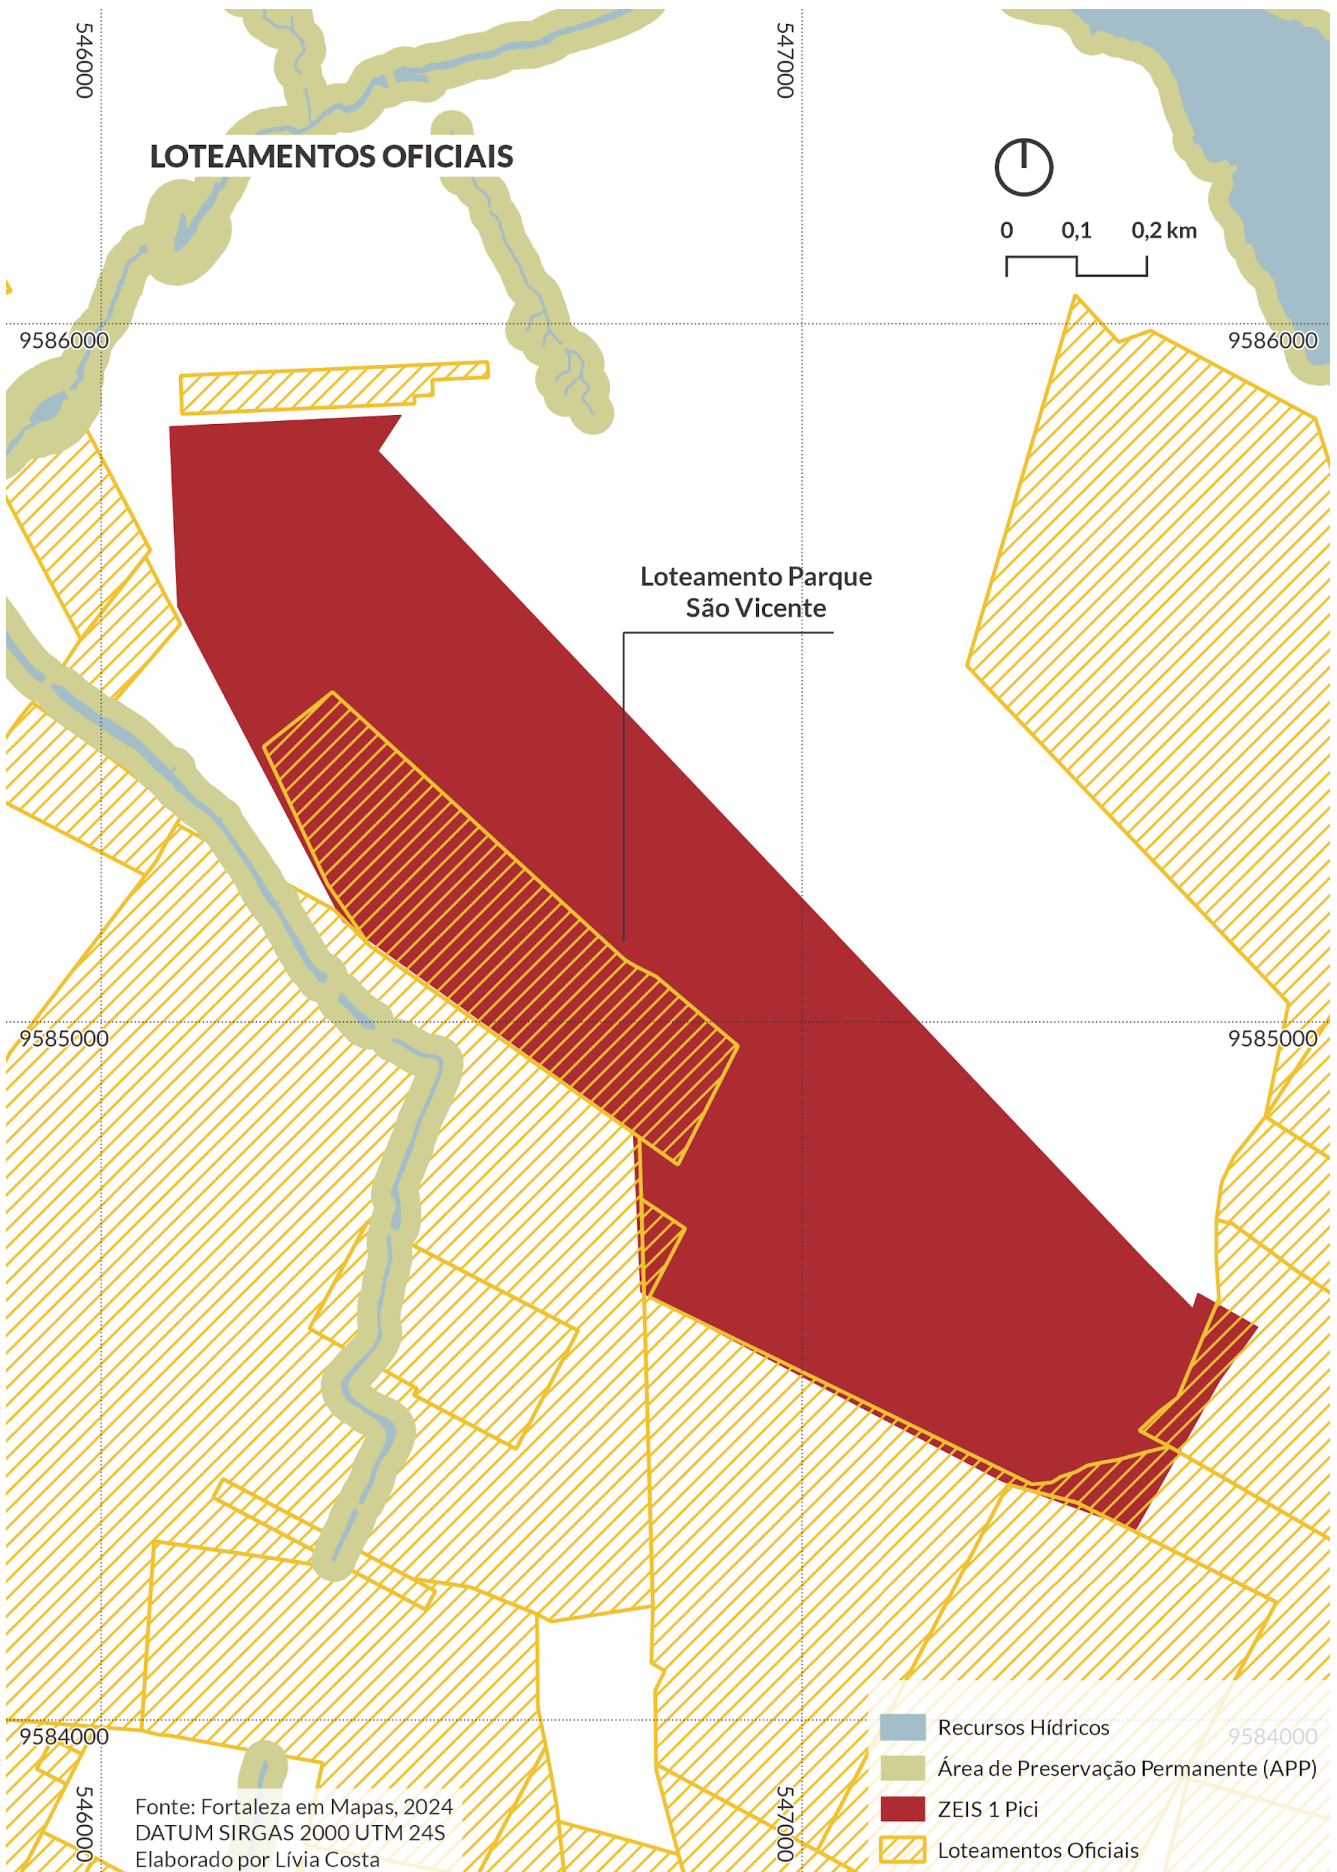 546000
547000
LOTEAMENTOS OFICIAIS
0 0,1 0,2 km
9586000
9586000
Loteamento Parque
São Vicente
9585000
9585000
9584000
9584000
546000
547000
Recursos Hídricos
Área de Preservação Permanente (APP)
ZEIS 1 Pici
Loteamentos Oficiais
Fonte: Fortaleza em Mapas, 2024
DATUM SIRGAS 2000 UTM 24S
Elaborado por Lívia Costa